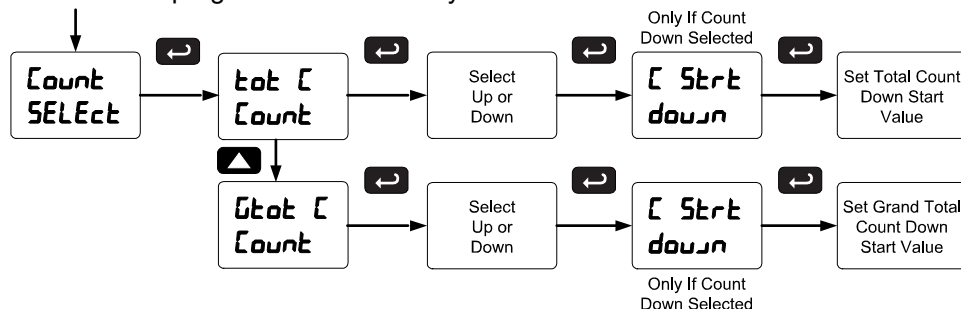 Only If Count
Down Selected
Count
SELEct
tot C
Count
Select
Up or
Down
C Strt
down
Set Total Count
Down Start
Value
Gtot C
Count
Select
Up or
Down
C Strt
down
Set Grand Total
Count Down
Start Value
Only If Count
Down Selected